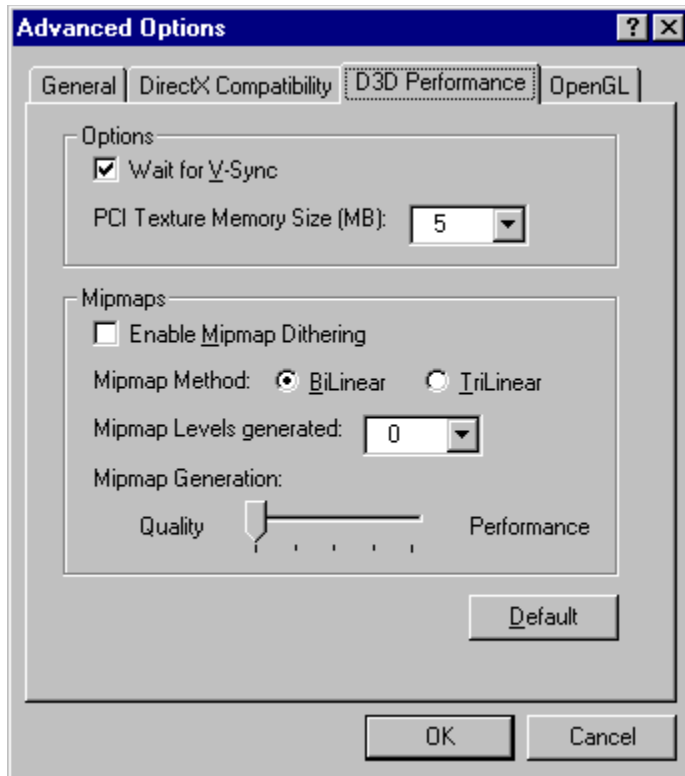 Advanced Options
General DirectX Compatibility D3D Performance OpenGL
Options
Wait for V-Sync
PCI Texture Memory Size (MB): 5
Mipmaps
Enable Mipmap Dithering
Mipmap Method: BiLinear TriLinear
Mipmap Levels generated: 0
Mipmap Generation:
Quality Performance
Default
OK Cancel